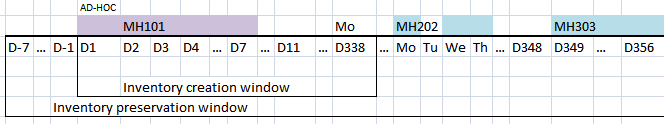 AD-HOC
MH101 Mo MH202 MH303
D-7 ... D-1 D1 D2 D3 D4 ... D7 ... D11 ... D338 ... Mo Tu We Th ... D348 D349 ... D356
Inventory creation window
Inventory preservation window